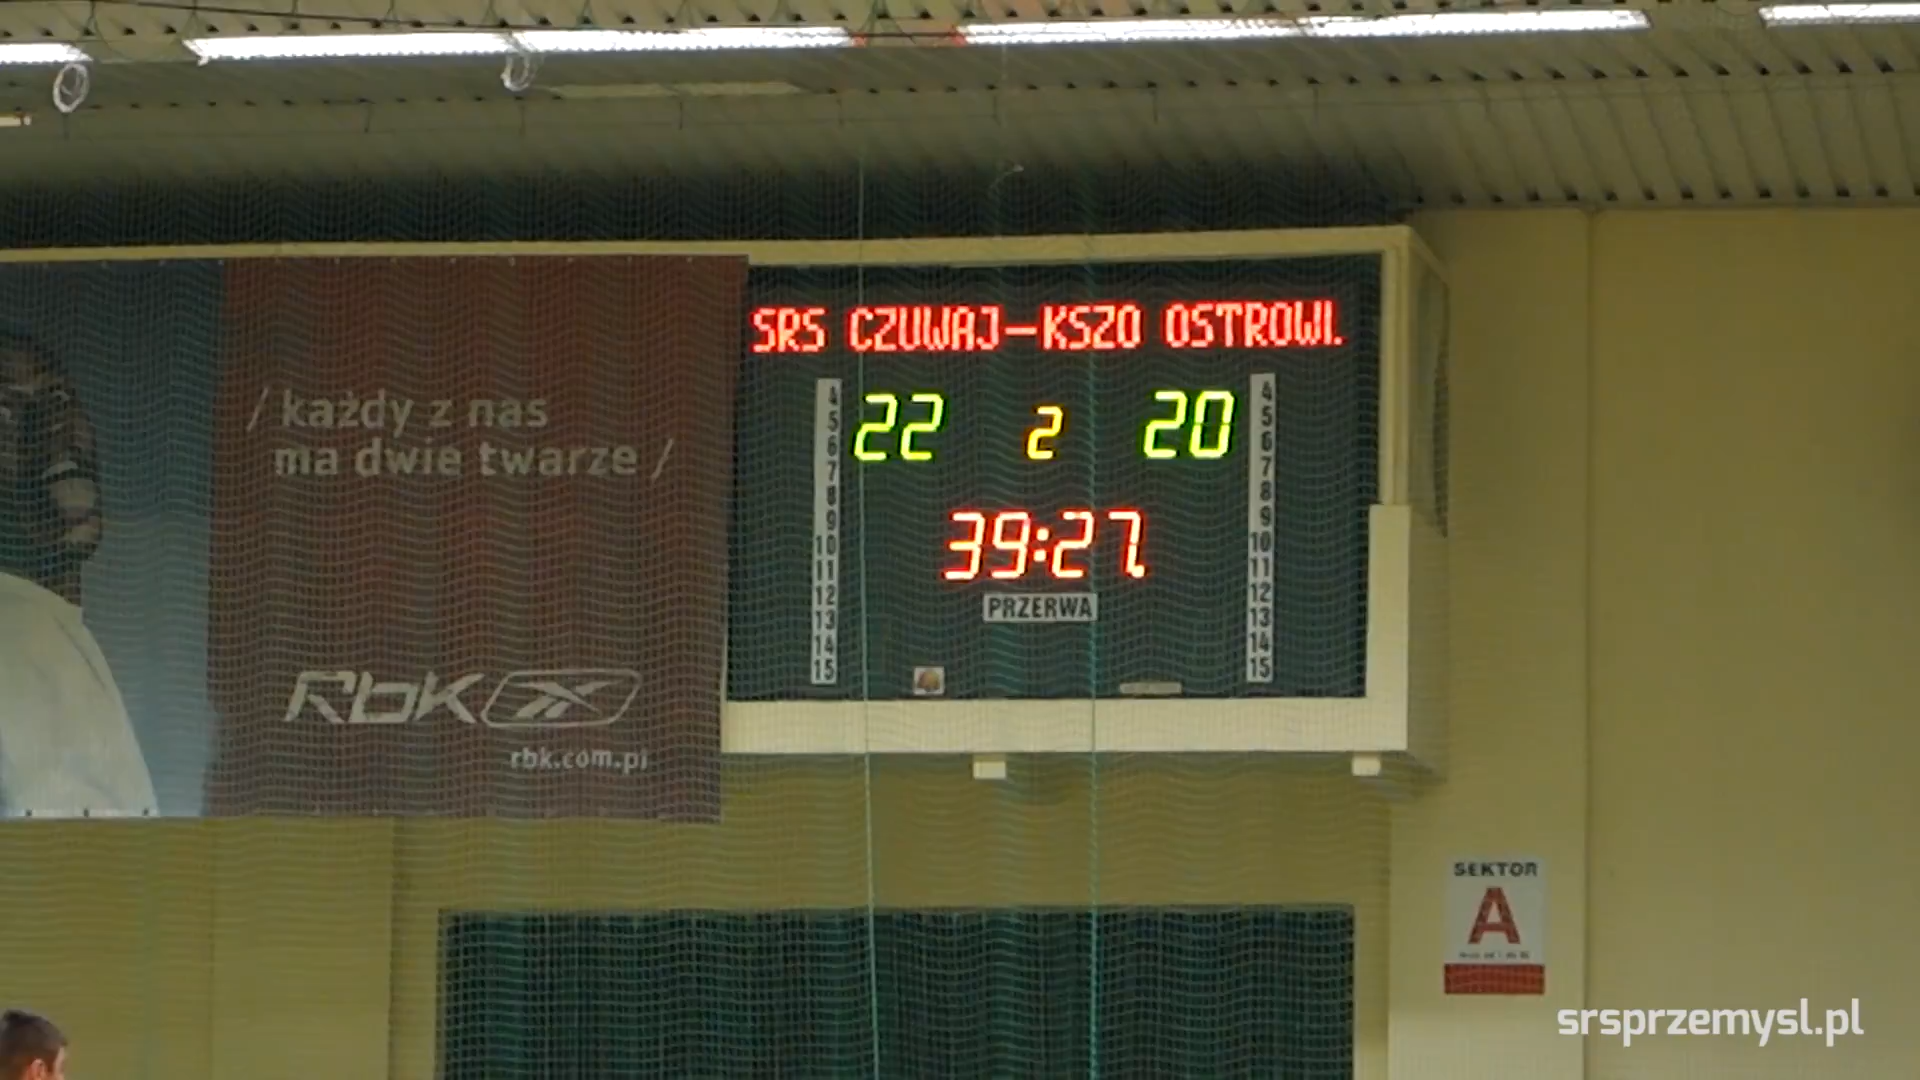 SRS CZUWAJ-KSZO OSTROWI.
22 2 20
39:27
PRZERWA
4
5
6
7
8
9
10
11
12
13
14
15
4
5
6
7
8
9
10
11
12
13
14
15
/ każdy z nas
ma dwie twarze /
Rbk
rbk.com.pl
SEKTOR
A
srsprzemysl.pl